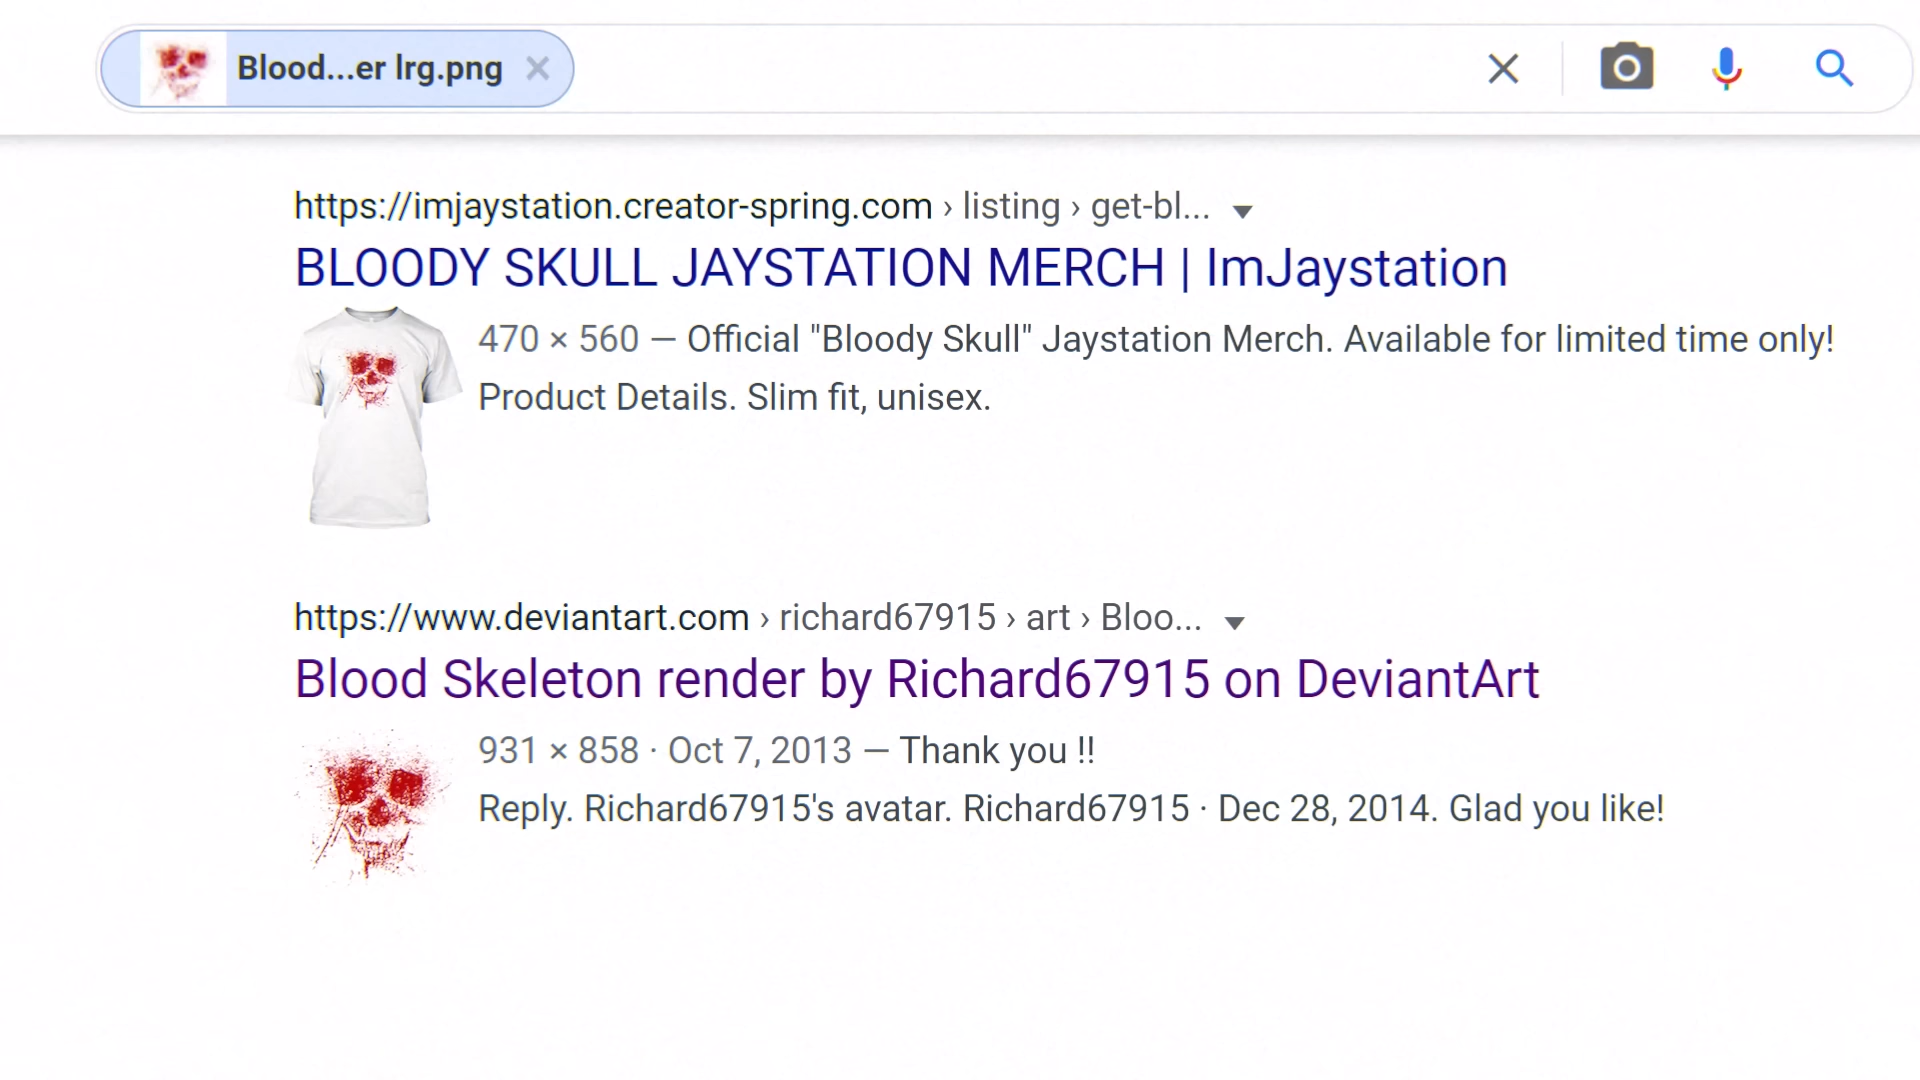 Blood...er lrg.png
https://imjaystation.creator-spring.com › listing › get-bl...
BLOODY SKULL JAYSTATION MERCH | ImJaystation
470 × 560 — Official "Bloody Skull" Jaystation Merch. Available for limited time only!
Product Details. Slim fit, unisex.
https://www.deviantart.com › richard67915 › art › Bloo...
Blood Skeleton render by Richard67915 on DeviantArt
931 × 858 · Oct 7, 2013 — Thank you !!
Reply. Richard67915's avatar. Richard67915 · Dec 28, 2014. Glad you like!